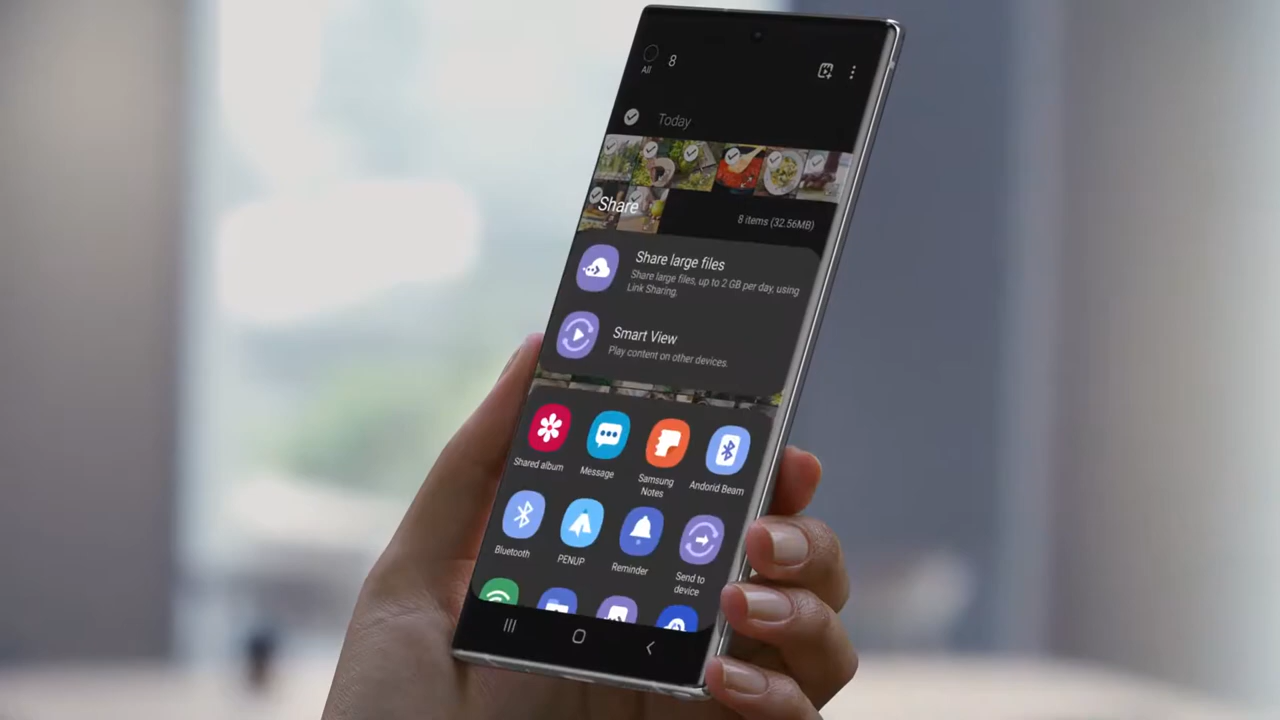 8
All
Today
Share
8 items (32.56MB)
Share large files
Share large files, up to 2 GB per day, using
Link Sharing.
Smart View
Play content on other devices.
Shared album
Message
Samsung
Notes
Andorid Beam
Bluetooth
PENUP
Reminder
Send to
device